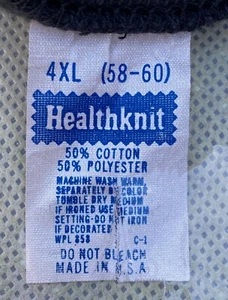 4XL (58-60)
Healthknit
50% COTTON
50% POLYESTER
MACHINE WASH WARM
SEPARATELY BY COLOR
TUMBLE DRY MEDIUM
IF IRONED USE MEDIUM
SETTING-DO NOT IRON
IF DECORATED
WPL 858 C-1
DO NOT BLEACH
MADE IN U.S.A